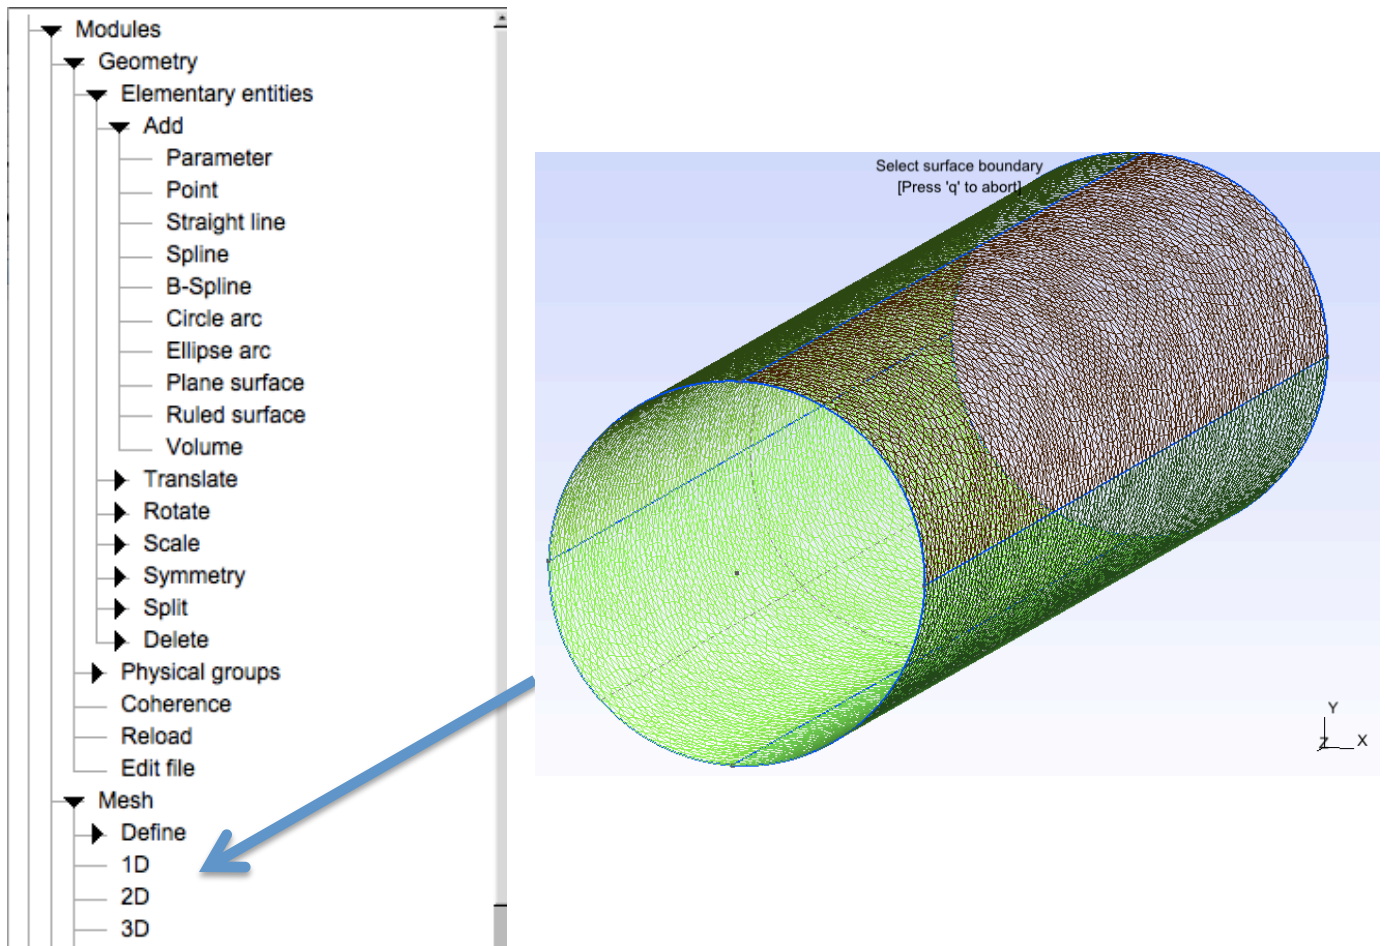 Modules
Geometry
Elementary entities
Add
Parameter
Point
Straight line
Spline
B-Spline
Circle arc
Ellipse arc
Plane surface
Ruled surface
Volume
Translate
Rotate
Scale
Symmetry
Split
Delete
Physical groups
Coherence
Reload
Edit file
Mesh
Define
1D
2D
3D
Select surface boundary
[Press 'q' to abort]
Y
Z X